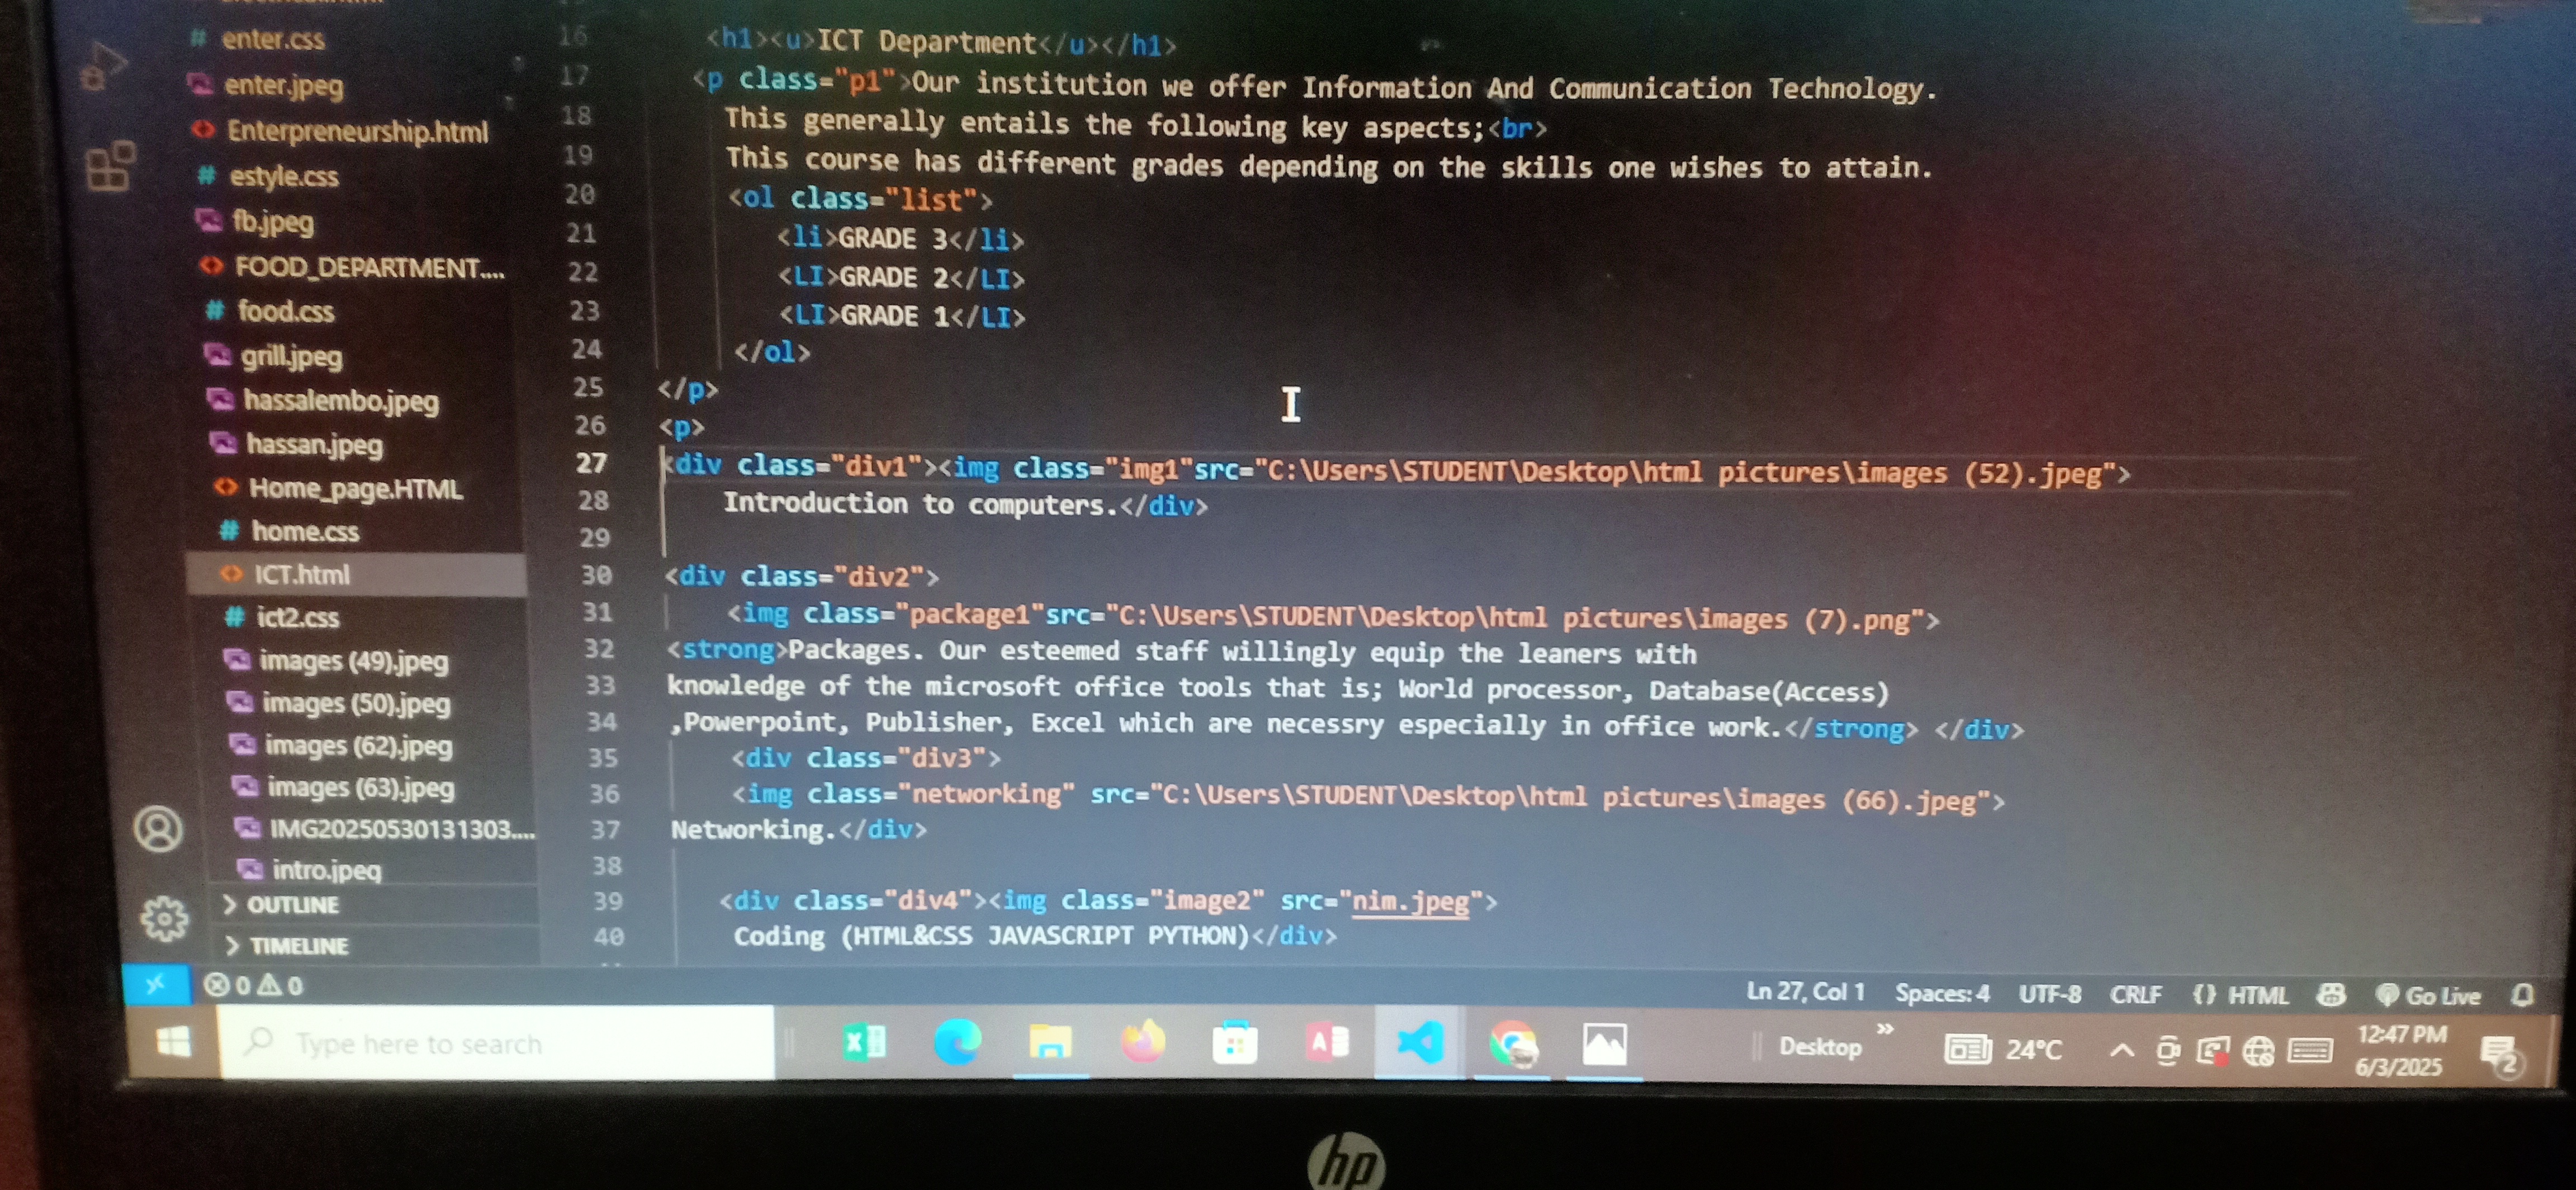 enter.css
enter.jpeg
Enterpreneurship.html
estyle.css
fb.jpeg
FOOD_DEPARTMENT....
food.css
grill.jpeg
hassalembo.jpeg
hassan.jpeg
Home_page.HTML
home.css
ICT.html
ict2.css
images (49).jpeg
images (50).jpeg
images (62).jpeg
images (63).jpeg
IMG20250530131303....
intro.jpeg
OUTLINE
TIMELINE
16 <h1><u>ICT Department</u></h1>
17 <p class="p1">Our institution we offer Information And Communication Technology.
18 This generally entails the following key aspects;<br>
19 This course has different grades depending on the skills one wishes to attain.
20 <ol class="list">
21 <li>GRADE 3</li>
22 <LI>GRADE 2</LI>
23 <LI>GRADE 1</LI>
24 </ol>
25 </p>
26 <p>
27 <div class="div1"><img class="img1"src="C:\Users\STUDENT\Desktop\html pictures\images (52).jpeg">
28 Introduction to computers.</div>
29
30 <div class="div2">
31 <img class="package1"src="C:\Users\STUDENT\Desktop\html pictures\images (7).png">
32 <strong>Packages. Our esteemed staff willingly equip the leaners with
33 knowledge of the microsoft office tools that is; World processor, Database(Access)
34 ,Powerpoint, Publisher, Excel which are necessry especially in office work.</strong> </div>
35 <div class="div3">
36 <img class="networking" src="C:\Users\STUDENT\Desktop\html pictures\images (66).jpeg">
37 Networking.</div>
38
39 <div class="div4"><img class="image2" src="nim.jpeg">
40 Coding (HTML&CSS JAVASCRIPT PYTHON)</div>
0 0
Ln 27, Col 1 Spaces: 4 UTF-8 CRLF {} HTML Go Live
Type here to search
Desktop
24°C
12:47 PM
6/3/2025
2
hp